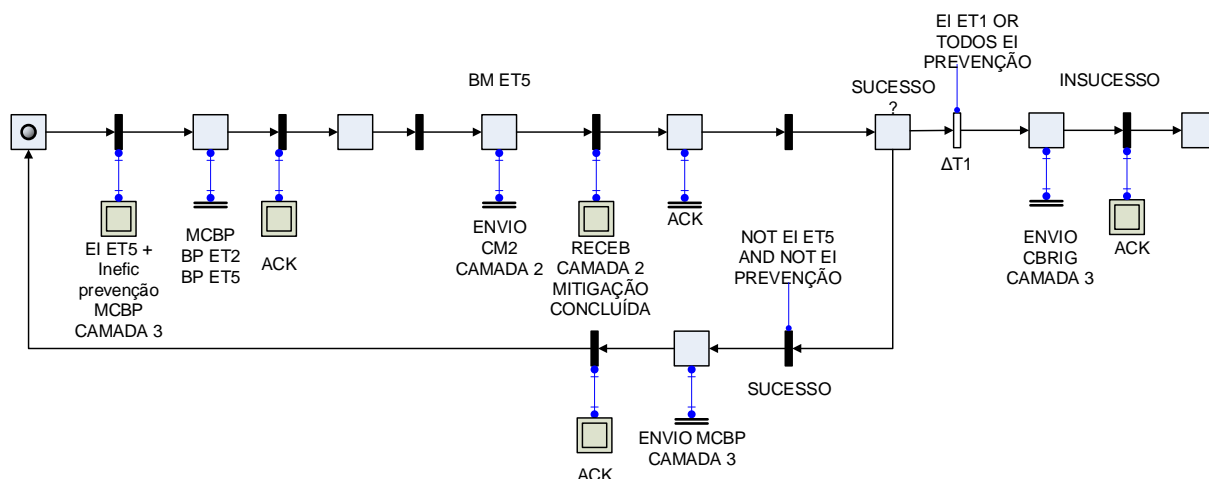 EI ET1 OR
TODOS EI
PREVENÇÃO
BM ET5
SUCESSO
?
INSUCESSO
ΔT1
EI ET5 +
Inefic
prevenção
MCBP
CAMADA 3
MCBP
BP ET2
BP ET5
ACK
ENVIO
CM2
CAMADA 2
RECEB
CAMADA 2
MITIGAÇÃO
CONCLUÍDA
ACK
NOT EI ET5
AND NOT EI
PREVENÇÃO
ENVIO
CBRIG
CAMADA 3
ACK
SUCESSO
ENVIO MCBP
CAMADA 3
ACK